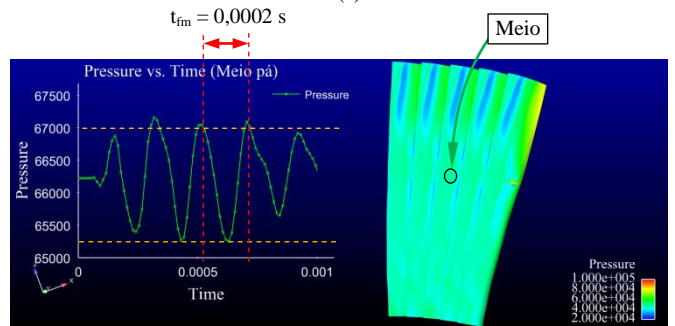 t_fm = 0,0002 s
Meio
Pressure vs. Time (Meio pá)
Pressure
67500
67000
66500
66000
65500
65000
Pressure
0
0.0005
0.001
Time
Pressure
1.000e+005
8.000e+004
6.000e+004
4.000e+004
2.000e+004